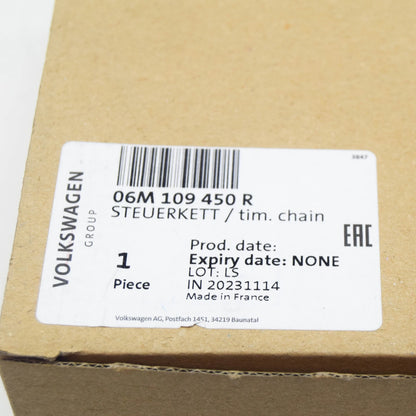 VOLKSWAGEN
GROUP
3847
06M 109 450 R
STEUERKETT / tim. chain
EAC
1
Piece
Prod. date:
Expiry date: NONE
LOT: LS
IN 20231114
Made in France
Volkswagen AG, Postfach 1451, 34219 Baunatal